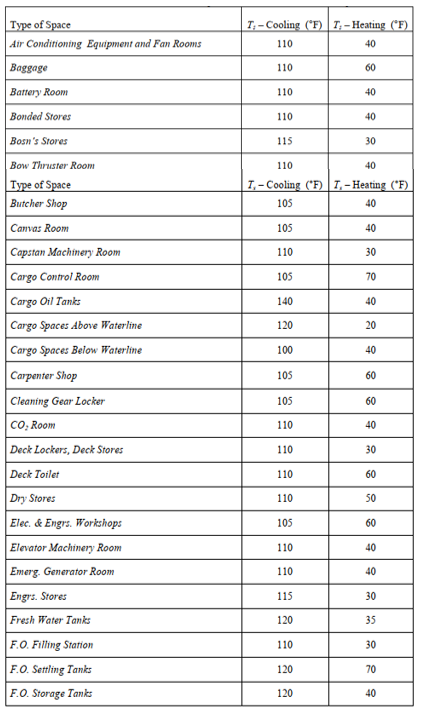 Type of Space T_s – Cooling (°F) T_s – Heating (°F)
Air Conditioning Equipment and Fan Rooms 110 40
Baggage 110 60
Battery Room 110 40
Bonded Stores 110 40
Bosn's Stores 115 30
Bow Thruster Room 110 40
Type of Space T_s – Cooling (°F) T_s – Heating (°F)
Butcher Shop 105 40
Canvas Room 105 40
Capstan Machinery Room 110 30
Cargo Control Room 105 70
Cargo Oil Tanks 140 40
Cargo Spaces Above Waterline 120 20
Cargo Spaces Below Waterline 100 40
Carpenter Shop 105 60
Cleaning Gear Locker 105 60
CO₂ Room 110 40
Deck Lockers, Deck Stores 110 30
Deck Toilet 110 60
Dry Stores 110 50
Elec. & Engrs. Workshops 105 60
Elevator Machinery Room 110 40
Emerg. Generator Room 110 40
Engrs. Stores 115 30
Fresh Water Tanks 120 35
F.O. Filling Station 110 30
F.O. Settling Tanks 120 70
F.O. Storage Tanks 120 40